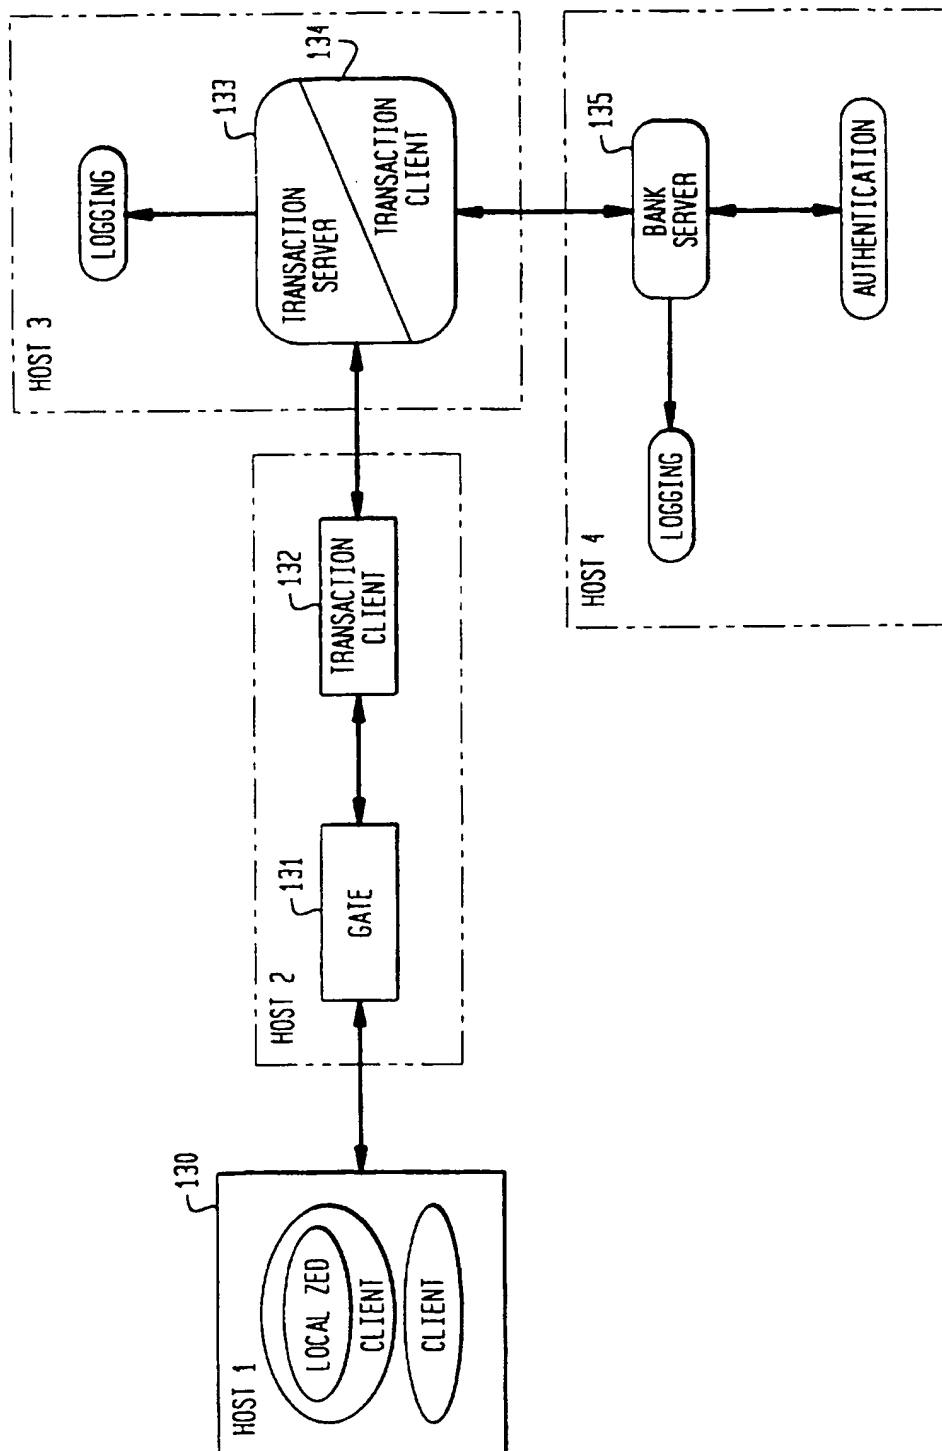 HOST 1
130
LOCAL ZED
CLIENT
CLIENT
HOST 2
131
GATE
132
TRANSACTION
CLIENT
HOST 3
LOGGING
133
TRANSACTION
SERVER
134
TRANSACTION
CLIENT
HOST 4
LOGGING
135
BANK
SERVER
AUTHENTICATION